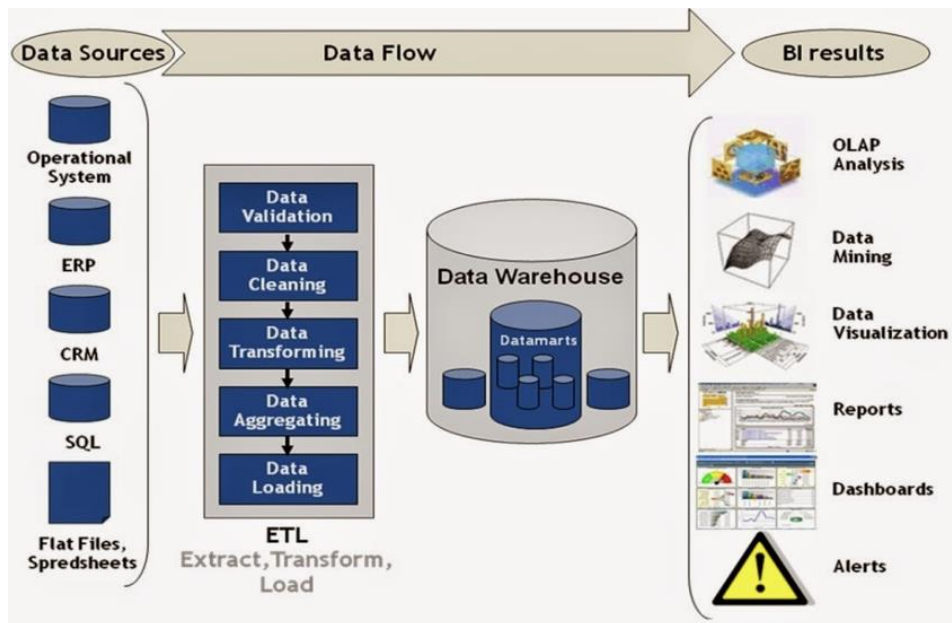 Data Sources
Data Flow
BI results
Operational
System
ERP
CRM
SQL
Flat Files,
Spredsheets
Data
Validation
Data
Cleaning
Data
Transforming
Data
Aggregating
Data
Loading
ETL
Extract,Transform,
Load
Data Warehouse
Datamarts
OLAP
Analysis
Data
Mining
Data
Visualization
Reports
Dashboards
Alerts